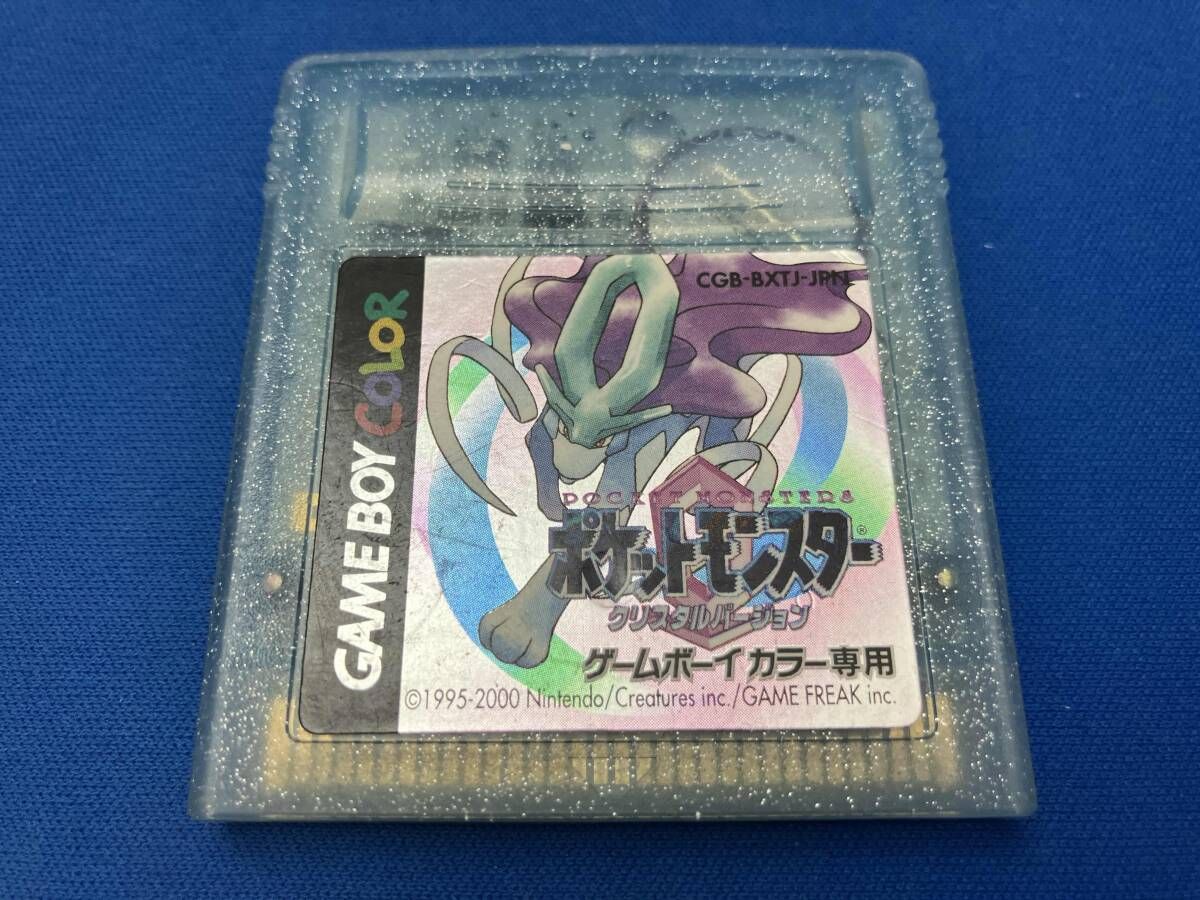 GAME BOY COLOR
CGB-BXTJ-JPN
POCKET MONSTERS
ポケットモンスター®
クリスタルバージョン
ゲームボーイカラー専用
©1995-2000 Nintendo/Creatures inc./GAME FREAK inc.